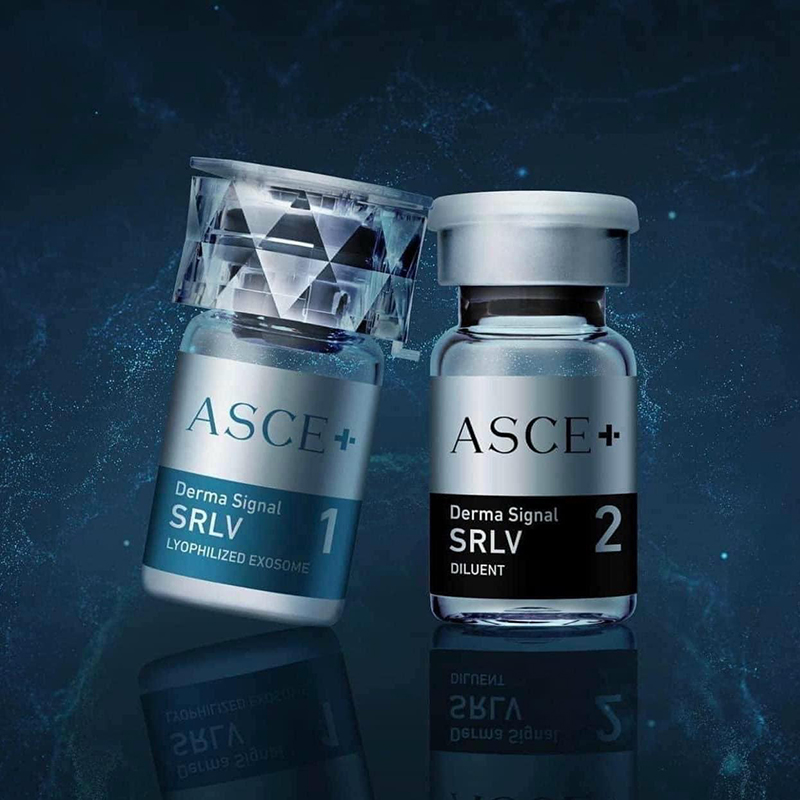 ASCE+
Derma Signal
SRLV
1
LYOPHILIZED EXOSOME
ASCE+
Derma Signal
SRLV
2
DILUENT